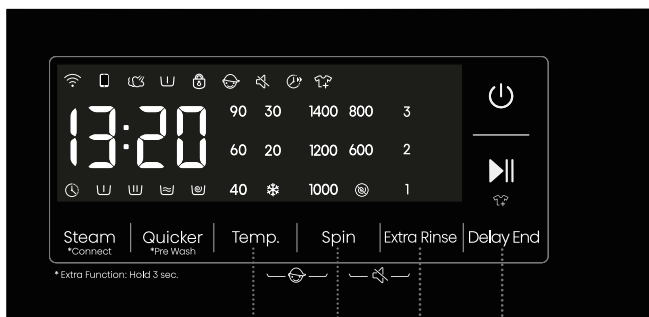 13:20
90 30 1400 800 3
60 20 1200 600 2
40 1000 1
Steam Quicker Temp. Spin Extra Rinse Delay End
*Connect *Pre Wash
* Extra Function: Hold 3 sec.